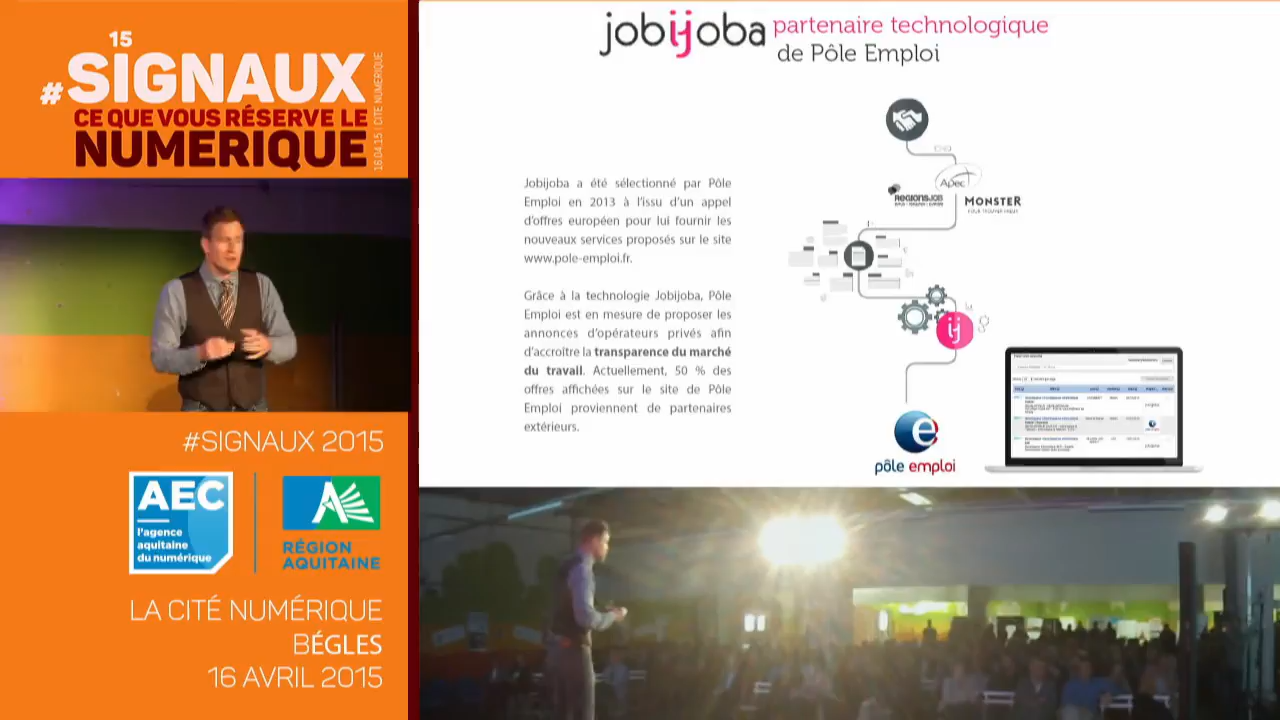 15
#SIGNAUX
CE QUE VOUS RÉSERVE LE
NUMERIQUE
16.04.15 | CITÉ NUMÉRIQUE
#SIGNAUX 2015
AEC
l'agence
aquitaine
du numérique
RÉGION
AQUITAINE
LA CITÉ NUMÉRIQUE
BÉGLES
16 AVRIL 2015
jobijoba partenaire technologique
de Pôle Emploi
Jobijoba a été sélectionné par Pôle
Emploi en 2013 à l'issu d'un appel
d'offres européen pour lui fournir les
nouveaux services proposés sur le site
www.pole-emploi.fr.
Grâce à la technologie Jobijoba, Pôle
Emploi est en mesure de proposer les
annonces d'opérateurs privés afin
d'accroître la transparence du marché
du travail. Actuellement, 50 % des
offres affichées sur le site de Pôle
Emploi proviennent de partenaires
extérieurs.
Apec
REGIONSJOB
MONSTER
ij
e
pôle emploi